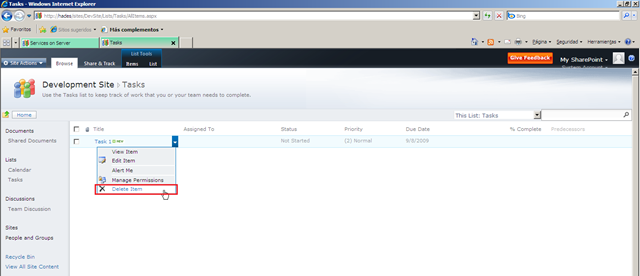 Tasks - Windows Internet Explorer
http://hades/sites/DevSite/Lists/Tasks/AllItems.aspx
Bing
Favoritos
Sitios sugeridos
Más complementos
Services on Server
Tasks
Página
Seguridad
Herramientas
Site Actions
Browse
Share & Track
List Tools
Items
List
Give Feedback
My SharePoint
System Account
Development Site › Tasks
Use the Tasks list to keep track of work that you or your team needs to complete.
Home
This List: Tasks
Documents
Shared Documents
Lists
Calendar
Tasks
Discussions
Team Discussion
Sites
People and Groups
Recycle Bin
View All Site Content
Title
Assigned To
Status
Priority
Due Date
% Complete
Predecessors
Task 1
Not Started
(2) Normal
9/9/2009
View Item
Edit Item
Alert Me
Manage Permissions
Delete Item